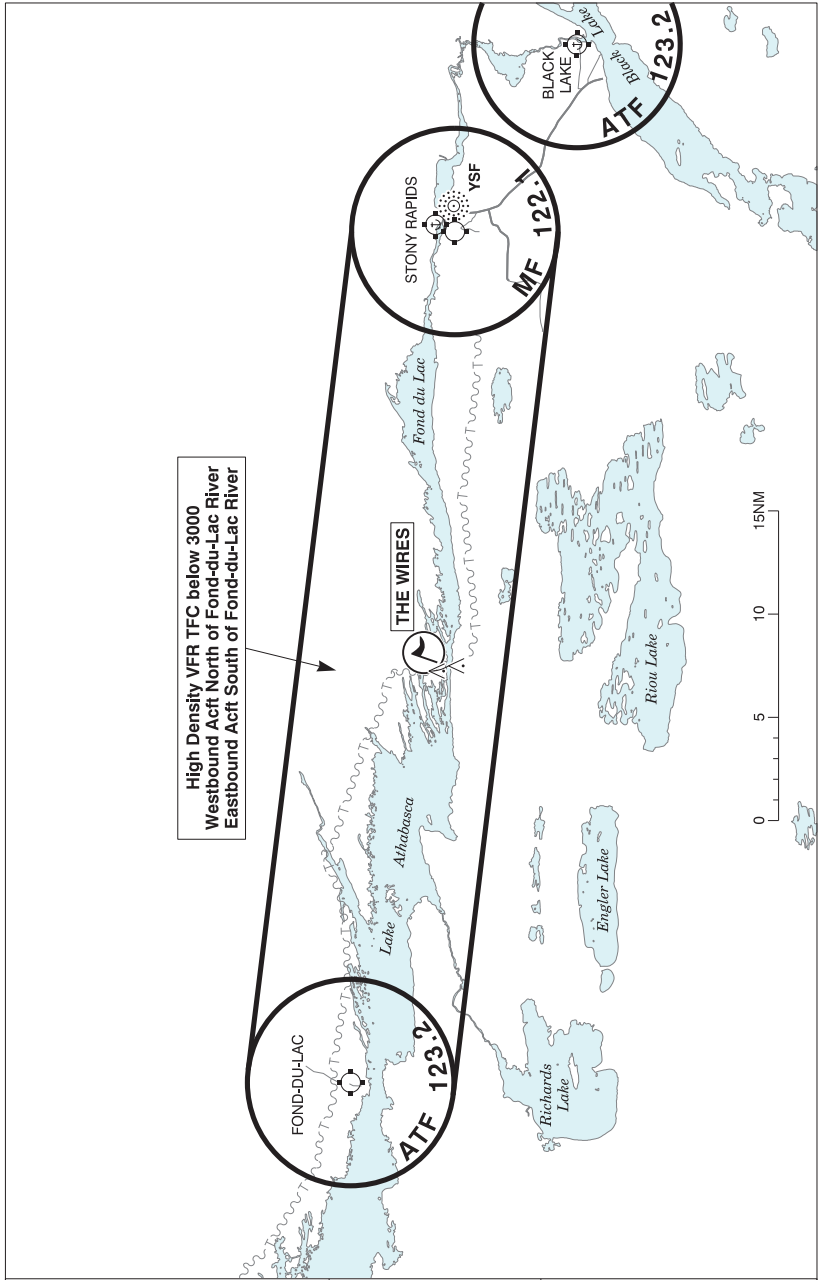 High Density VFR TFC below 3000
Westbound Acft North of Fond-du-Lac River
Eastbound Acft South of Fond-du-Lac River
FOND-DU-LAC
ATF 123.2
Lake
Athabasca
THE WIRES
Fond du Lac
STONY RAPIDS
YSF
MF 122.1
BLACK
LAKE
Black
Lake
ATF 123.2
Richards
Lake
Engler Lake
Riou Lake
0
5
10
15NM
T
T
T
T
T
T
T
T
T
T
T